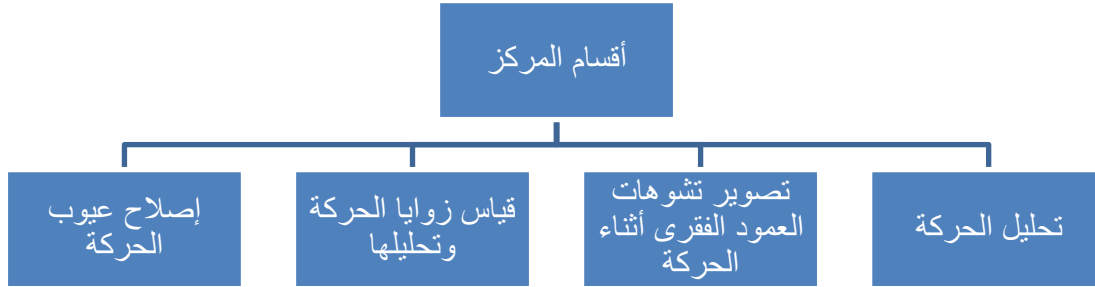 أقسام المركز
تحليل الحركة
تصوير تشوهات
العمود الفقرى أثناء
الحركة
قياس زوايا الحركة
وتحليلها
إصلاح عيوب
الحركة